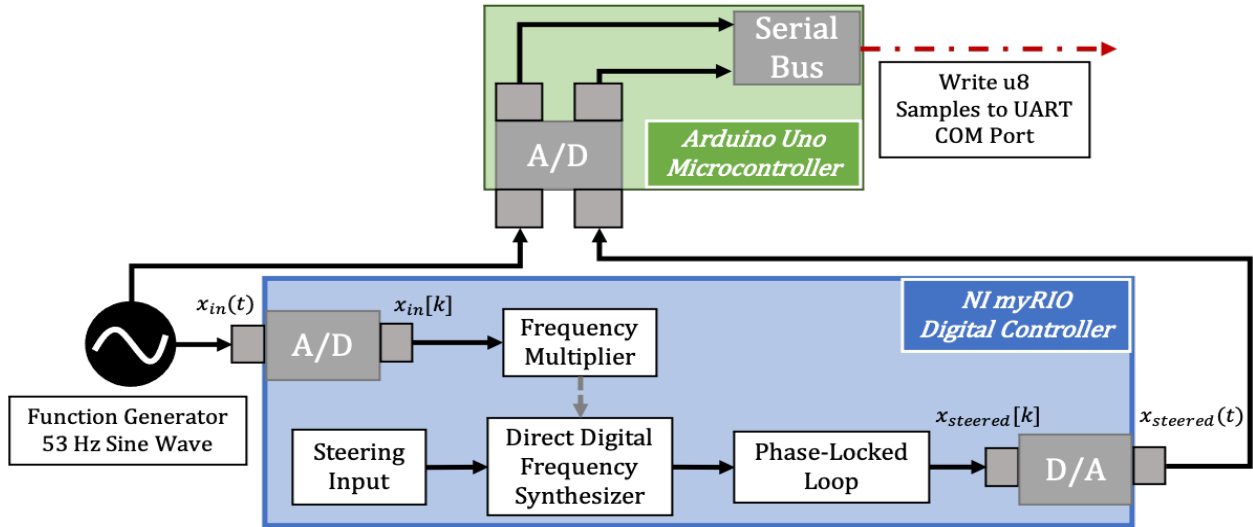 Serial
Bus
Write u8
Samples to UART
COM Port
A/D
Arduino Uno
Microcontroller
x_in(t)
x_in[k]
A/D
Frequency
Multiplier
NI myRIO
Digital Controller
Function Generator
53 Hz Sine Wave
Steering
Input
Direct Digital
Frequency
Synthesizer
Phase-Locked
Loop
x_steered[k]
x_steered(t)
D/A